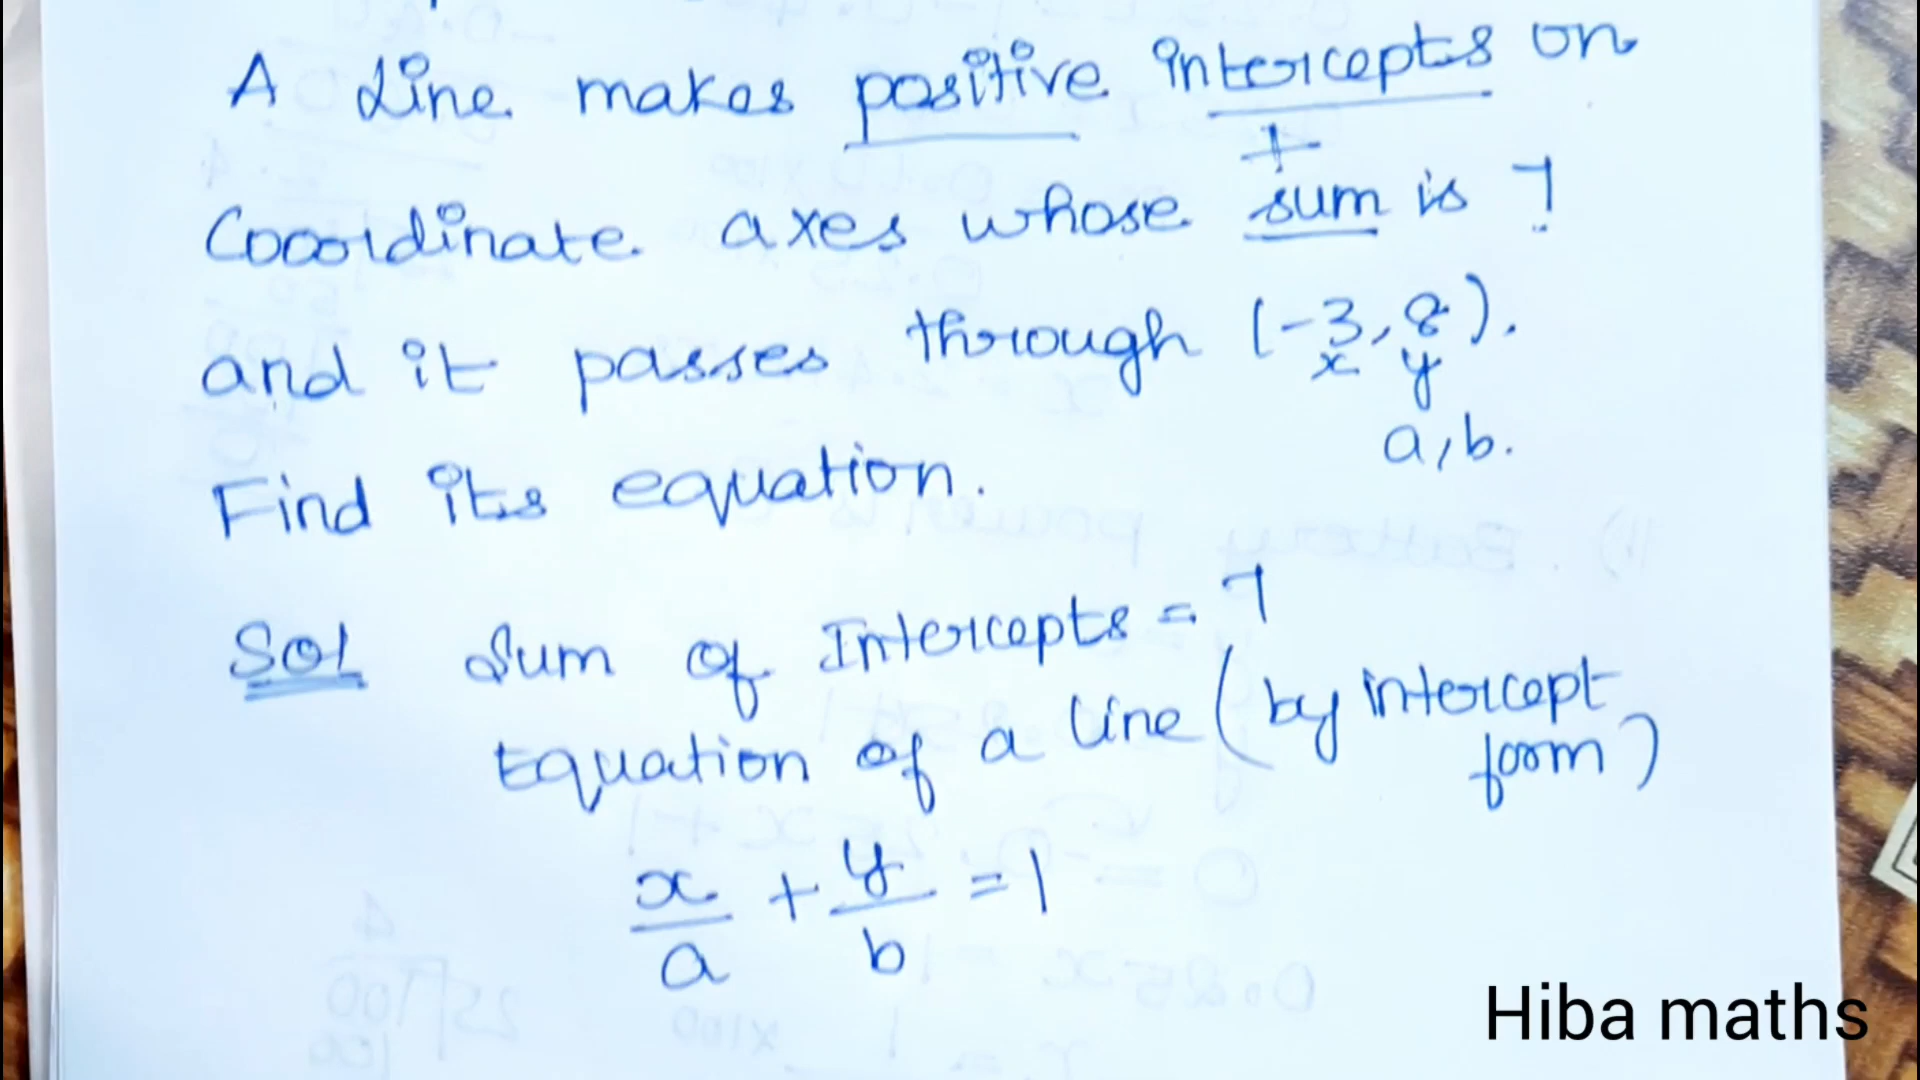 A Line makes positive intercepts on
+
Coordinate axes whose sum is 7
and it passes through (-3, 8).
x y
a, b.
Find its equation.
Sol Sum of Intercepts = 7
Equation of a line (by intercept
form)
x/a + y/b = 1
Hiba maths